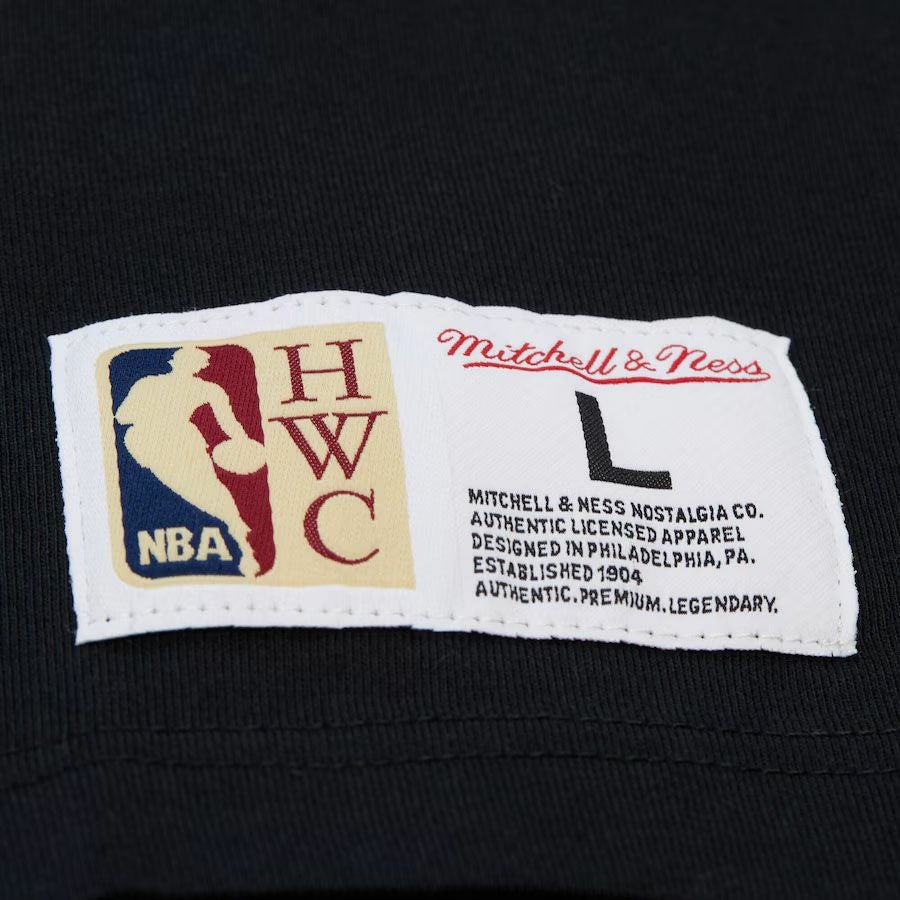 NBA
H
W
C
Mitchell & Ness
L
MITCHELL & NESS NOSTALGIA CO.
AUTHENTIC LICENSED APPAREL
DESIGNED IN PHILADELPHIA, PA.
ESTABLISHED 1904
AUTHENTIC. PREMIUM. LEGENDARY.